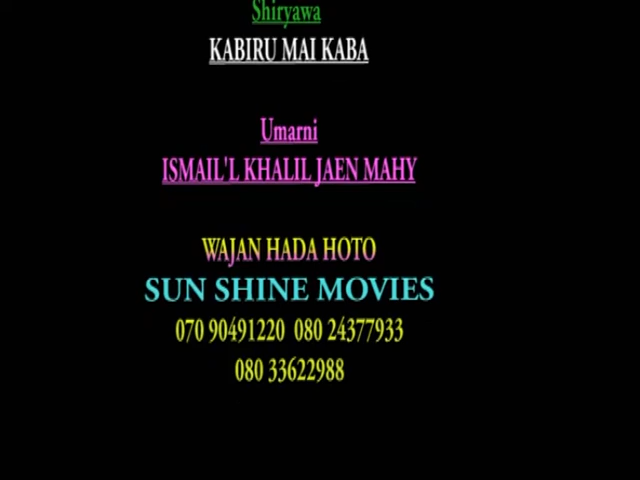 Shiryawa
KABIRU MAI KABA
Umarni
ISMAIL'L KHALIL JAEN MAHY
WAJAN HADA HOTO
SUN SHINE MOVIES
070 90491220 080 24377933
080 33622988